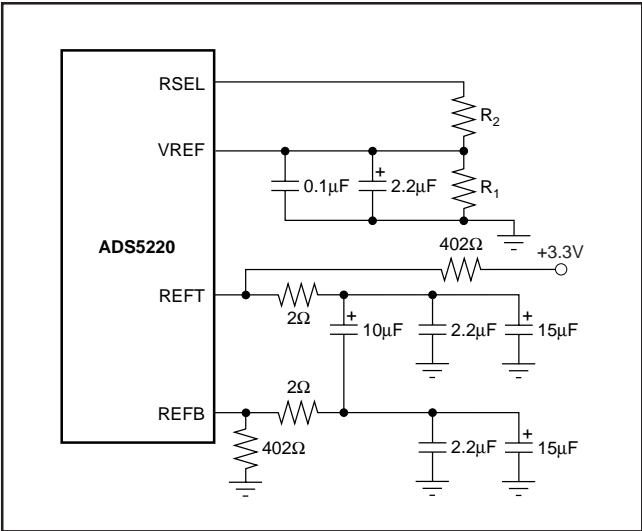 RSEL
R2
VREF
+
0.1µF
2.2µF
R1
ADS5220
402Ω
+3.3V
REFT
2Ω
+
10µF
2.2µF
+
15µF
2Ω
REFB
402Ω
2.2µF
+
15µF